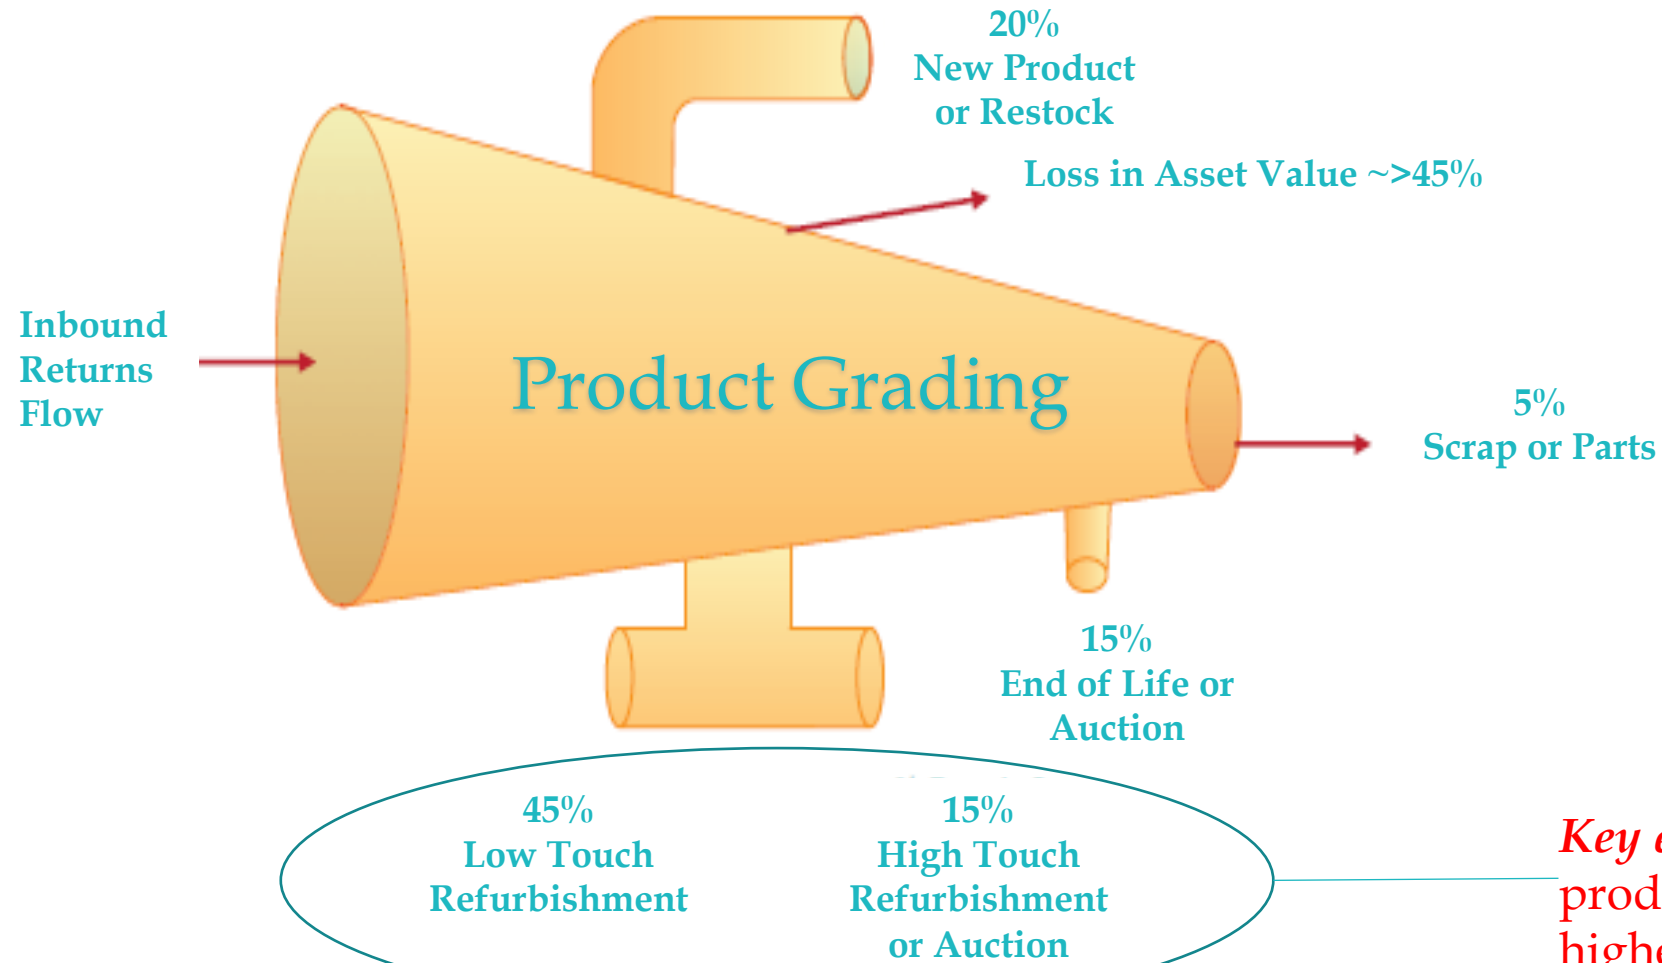 20%
New Product
or Restock
Loss in Asset Value ~>45%
Inbound
Returns
Flow
Product Grading
5%
Scrap or Parts
15%
End of Life or
Auction
45%
Low Touch
Refurbishment
15%
High Touch
Refurbishment
or Auction
Key